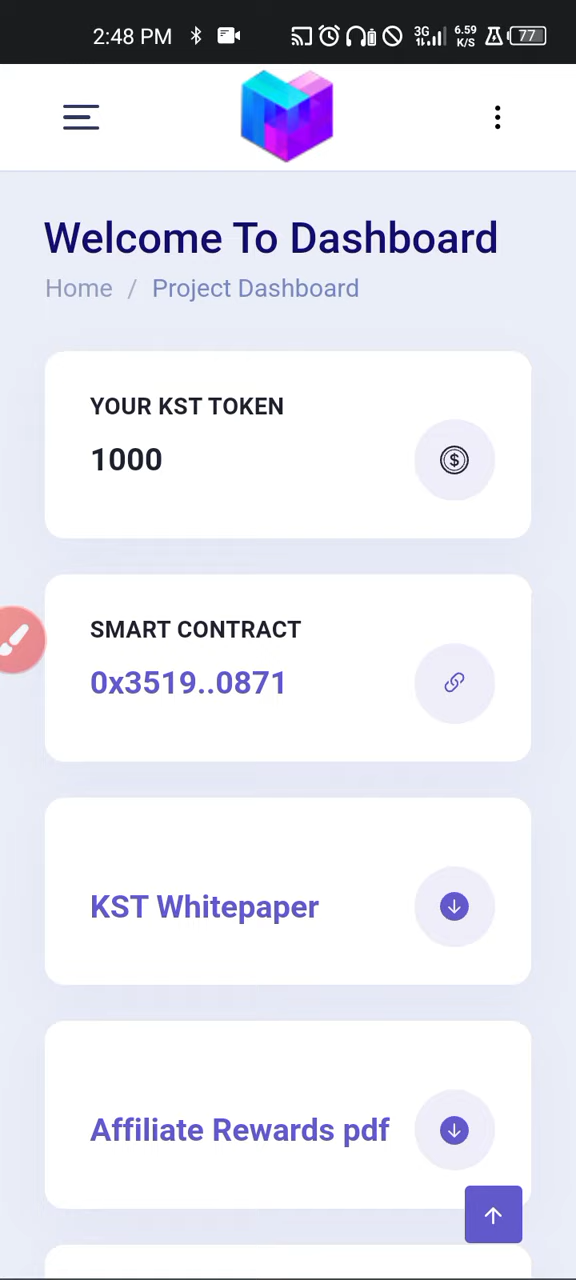 2:48 PM
3G
6.59
K/S
77
Welcome To Dashboard
Home / Project Dashboard
YOUR KST TOKEN
1000
$
SMART CONTRACT
0x3519..0871
KST Whitepaper
Affiliate Rewards pdf